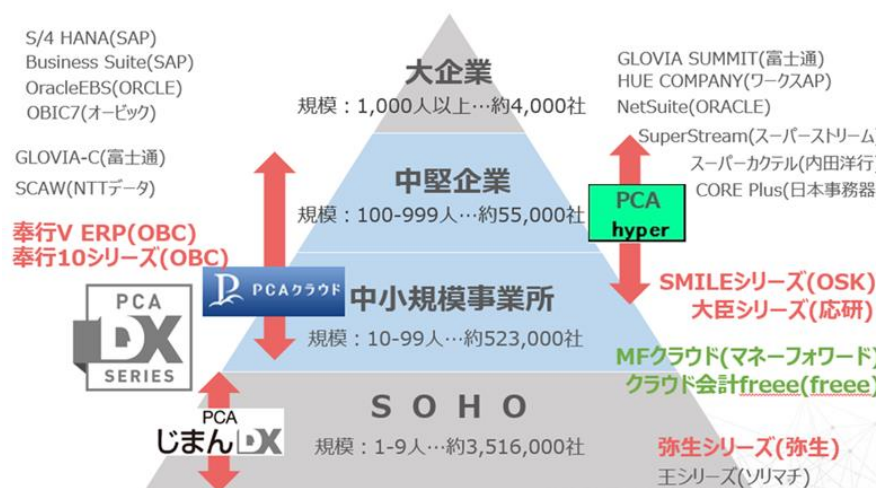 S/4 HANA(SAP)
Business Suite(SAP)
OracleEBS(ORCLE)
OBIC7(オービック)
GLOVIA-C(富士通)
SCAW(NTTデータ)
奉行V ERP(OBC)
奉行10シリーズ(OBC)
PCA
DX
SERIES
PCAクラウド
PCA
じまんDX
大企業
規模：1,000人以上…約4,000社
中堅企業
規模：100-999人…約55,000社
中小規模事業所
規模：10-99人…約523,000社
SOHO
規模：1-9人…約3,516,000社
GLOVIA SUMMIT(富士通)
HUE COMPANY(ワークスAP)
NetSuite(ORACLE)
SuperStream(スーパーストリーム)
スーパーカクテル(内田洋行)
CORE Plus(日本事務器
PCA
hyper
SMILEシリーズ(OSK)
大臣シリーズ(応研)
MFクラウド(マネーフォワード)
クラウド会計freee(freee)
弥生シリーズ(弥生)
王シリーズ(ソリマチ)